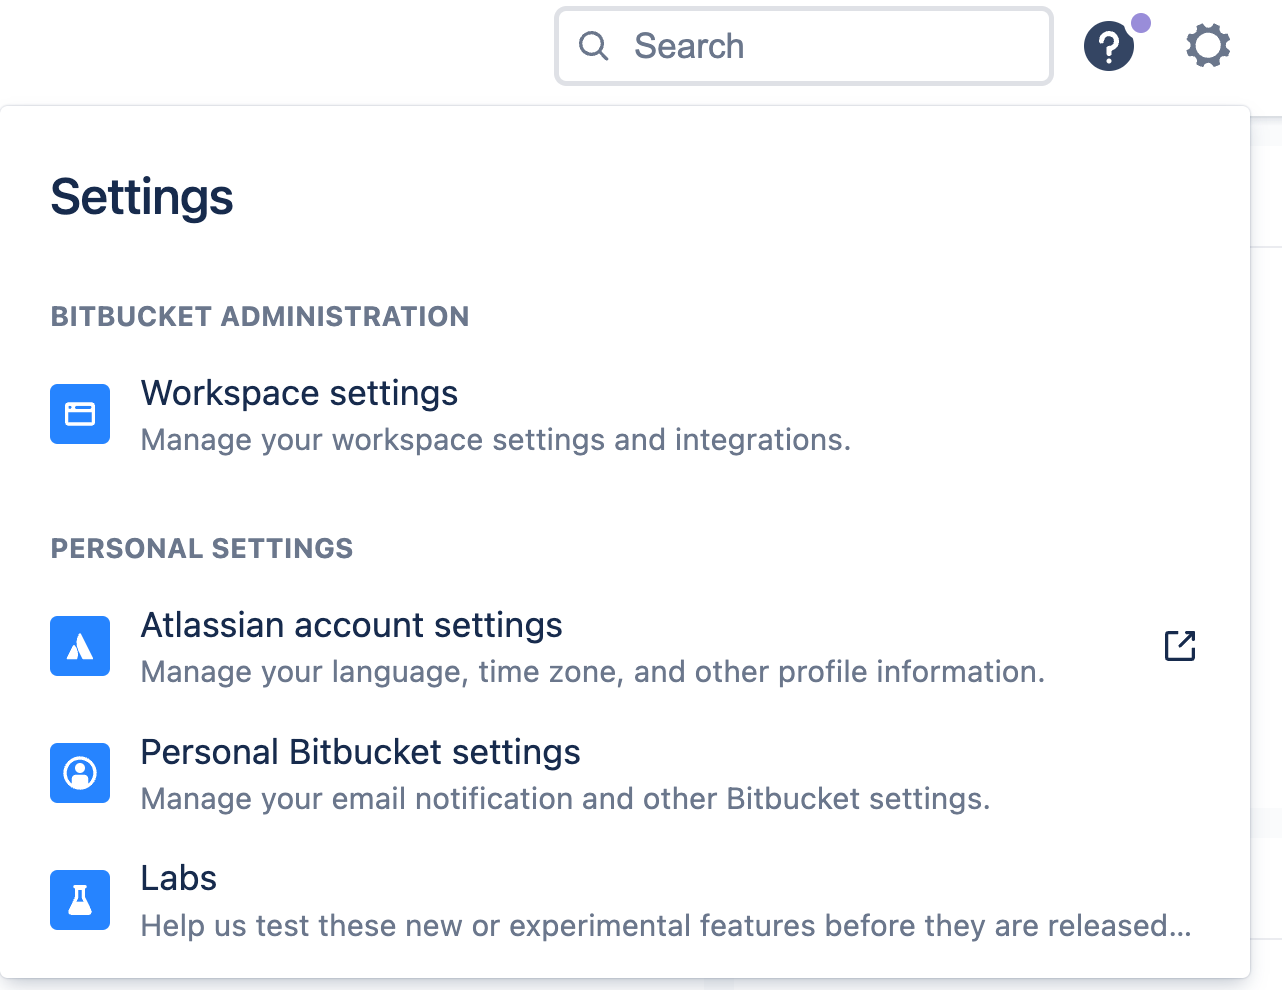 Search
Settings
BITBUCKET ADMINISTRATION
Workspace settings
Manage your workspace settings and integrations.
PERSONAL SETTINGS
Atlassian account settings
Manage your language, time zone, and other profile information.
Personal Bitbucket settings
Manage your email notification and other Bitbucket settings.
Labs
Help us test these new or experimental features before they are released...